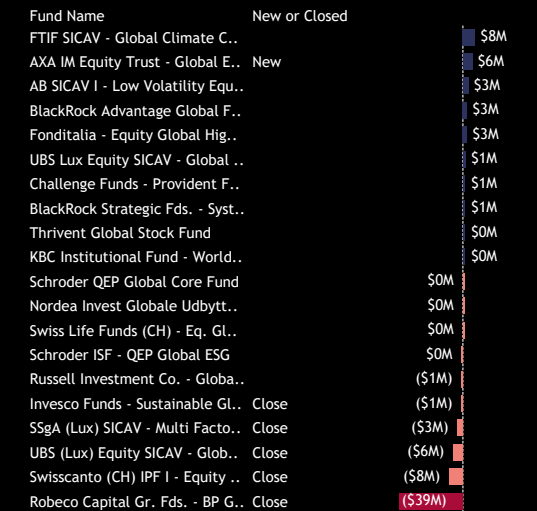 Fund Name New or Closed
FTIF SICAV - Global Climate C.. $8M
AXA IM Equity Trust - Global E.. New $6M
AB SICAV I - Low Volatility Equ.. $3M
BlackRock Advantage Global F.. $3M
Fonditalia - Equity Global Hig.. $3M
UBS Lux Equity SICAV - Global .. $1M
Challenge Funds - Provident F.. $1M
BlackRock Strategic Fds. - Syst.. $1M
Thrivent Global Stock Fund $0M
KBC Institutional Fund - World.. $0M
Schroder QEP Global Core Fund $0M
Nordea Invest Globale Udbytt.. $0M
Swiss Life Funds (CH) - Eq. Gl.. $0M
Schroder ISF - QEP Global ESG $0M
Russell Investment Co. - Globa.. ($1M)
Invesco Funds - Sustainable Gl.. Close ($1M)
SSgA (Lux) SICAV - Multi Facto.. Close ($3M)
UBS (Lux) Equity SICAV - Glob.. Close ($6M)
Swisscanto (CH) IPF I - Equity .. Close ($8M)
Robeco Capital Gr. Fds. - BP G.. Close ($39M)